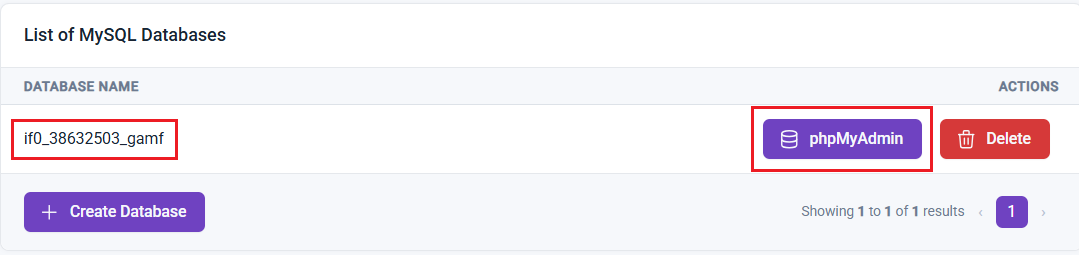 List of MySQL Databases
DATABASE NAME ACTIONS
if0_38632503_gamf phpMyAdmin Delete
Create Database Showing 1 to 1 of 1 results ‹ 1 ›